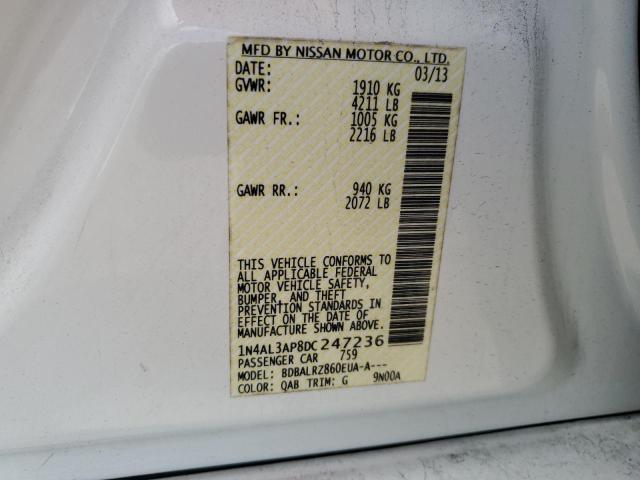 MFD BY NISSAN MOTOR CO., LTD.
DATE: 03/13
GVWR: 1910 KG
4211 LB
GAWR FR.: 1005 KG
2216 LB
GAWR RR.: 940 KG
2072 LB
THIS VEHICLE CONFORMS TO
ALL APPLICABLE FEDERAL
MOTOR VEHICLE SAFETY,
BUMPER, AND THEFT
PREVENTION STANDARDS IN
EFFECT ON THE DATE OF
MANUFACTURE SHOWN ABOVE.
1N4AL3AP8DC247236
PASSENGER CAR 759
MODEL: BDBALRZ860EUA-A---
COLOR: QAB TRIM: G 9N00A